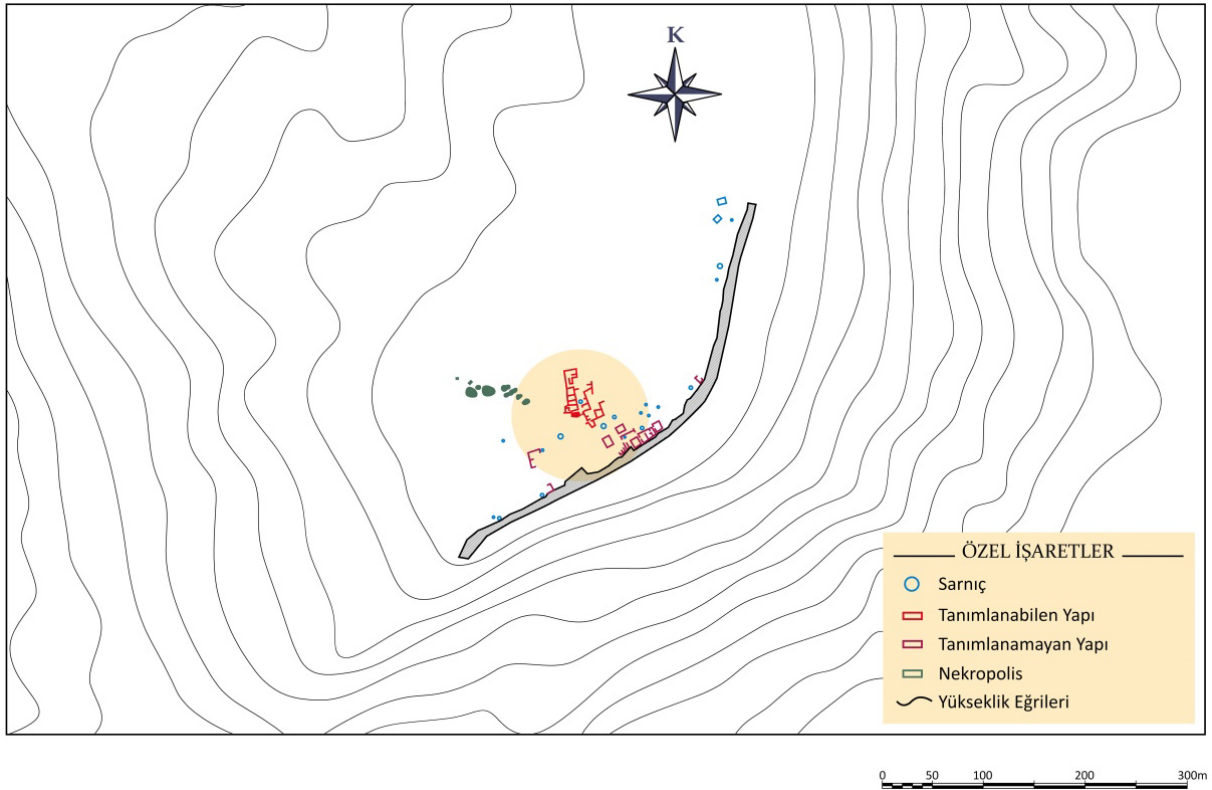 K
ÖZEL İŞARETLER
Sarnıç
Tanımlanabilen Yapı
Tanımlanamayan Yapı
Nekropolis
Yükseklik Eğrileri
0 50 100 200 300m